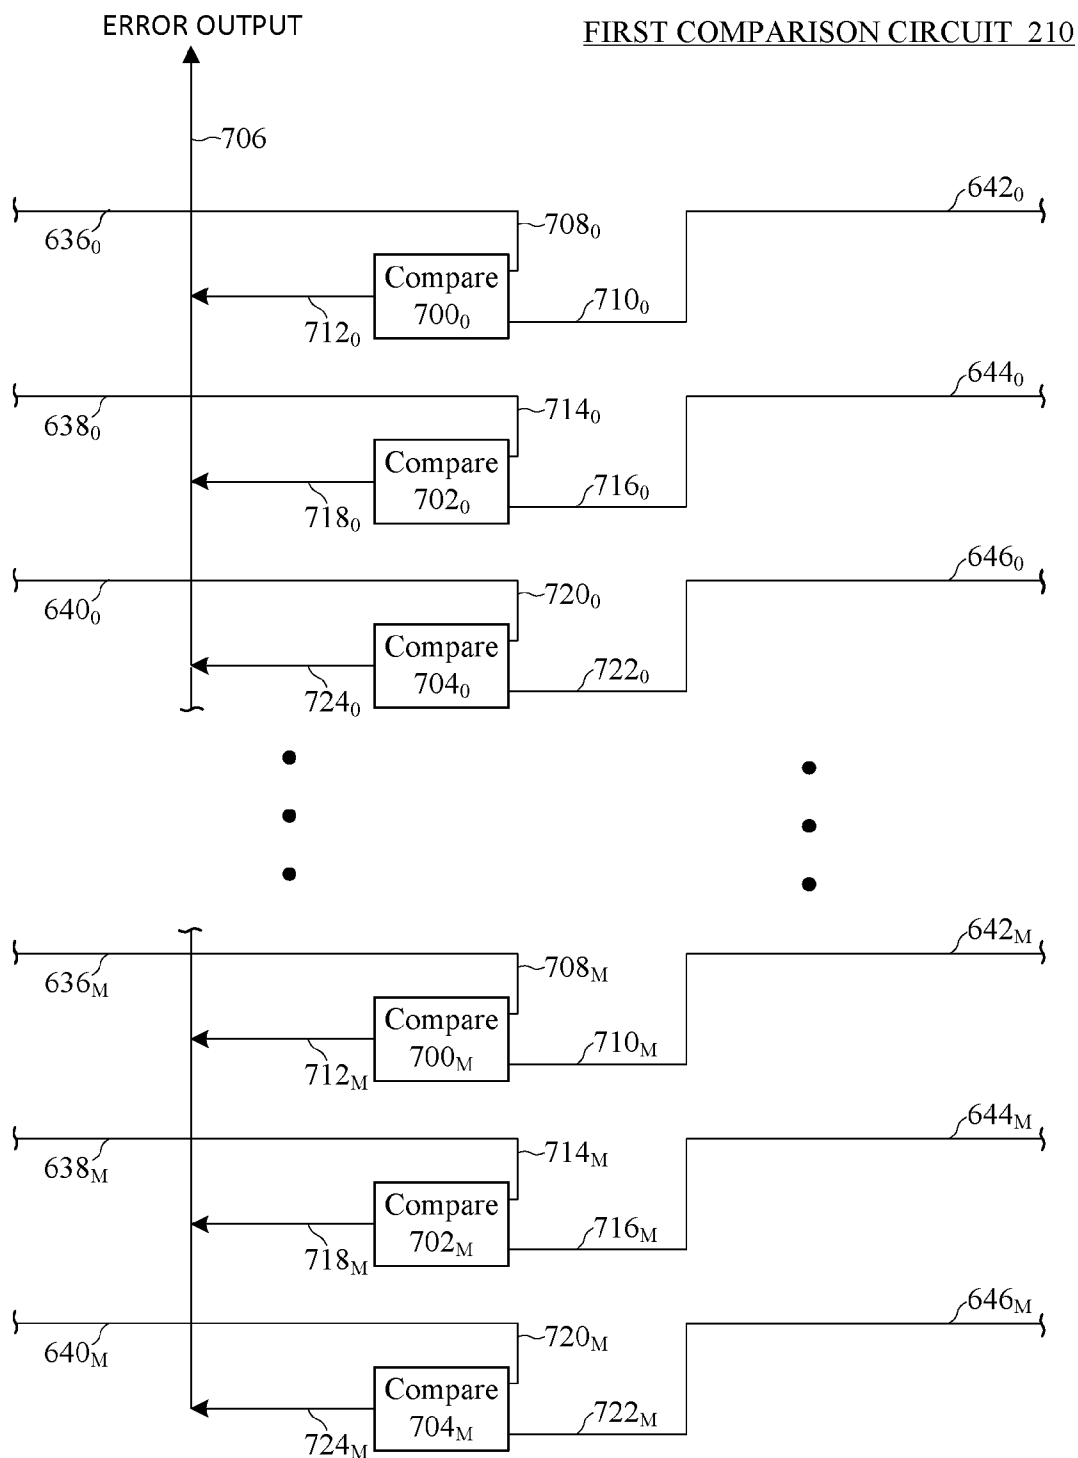 ERROR OUTPUT
FIRST COMPARISON CIRCUIT 210
706
636₀
708₀
642₀
Compare
700₀
712₀
710₀
638₀
714₀
644₀
Compare
702₀
718₀
716₀
640₀
720₀
646₀
Compare
704₀
724₀
722₀
636M
708M
642M
Compare
700M
712M
710M
638M
714M
644M
Compare
702M
718M
716M
640M
720M
646M
Compare
704M
724M
722M